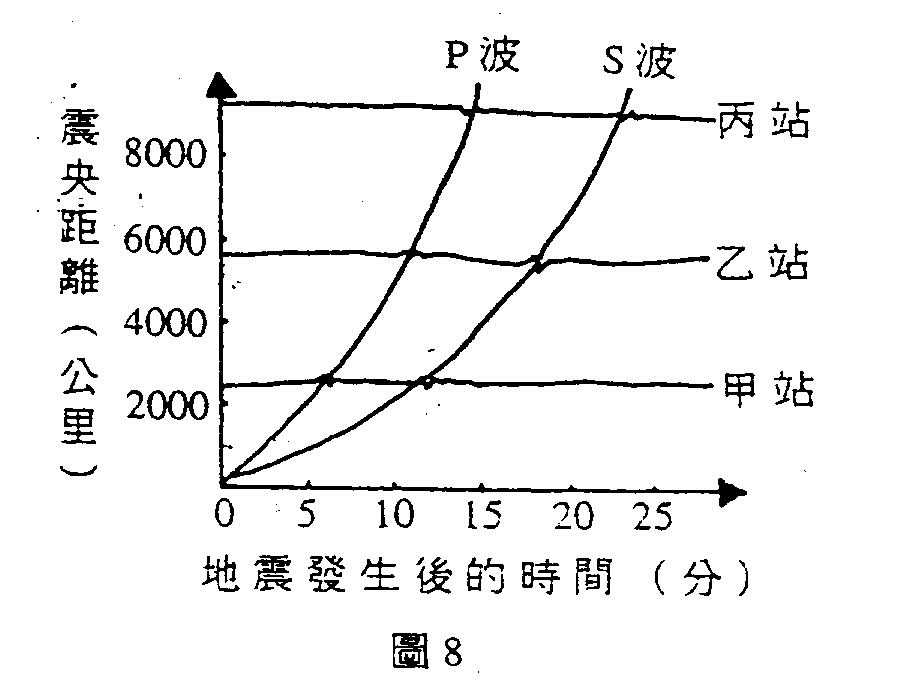 P波 S波
丙站
8000
6000
乙站
4000
甲站
2000
0 5 10 15 20 25
震央距離(公里)
地震發生後的時間(分)
圖8